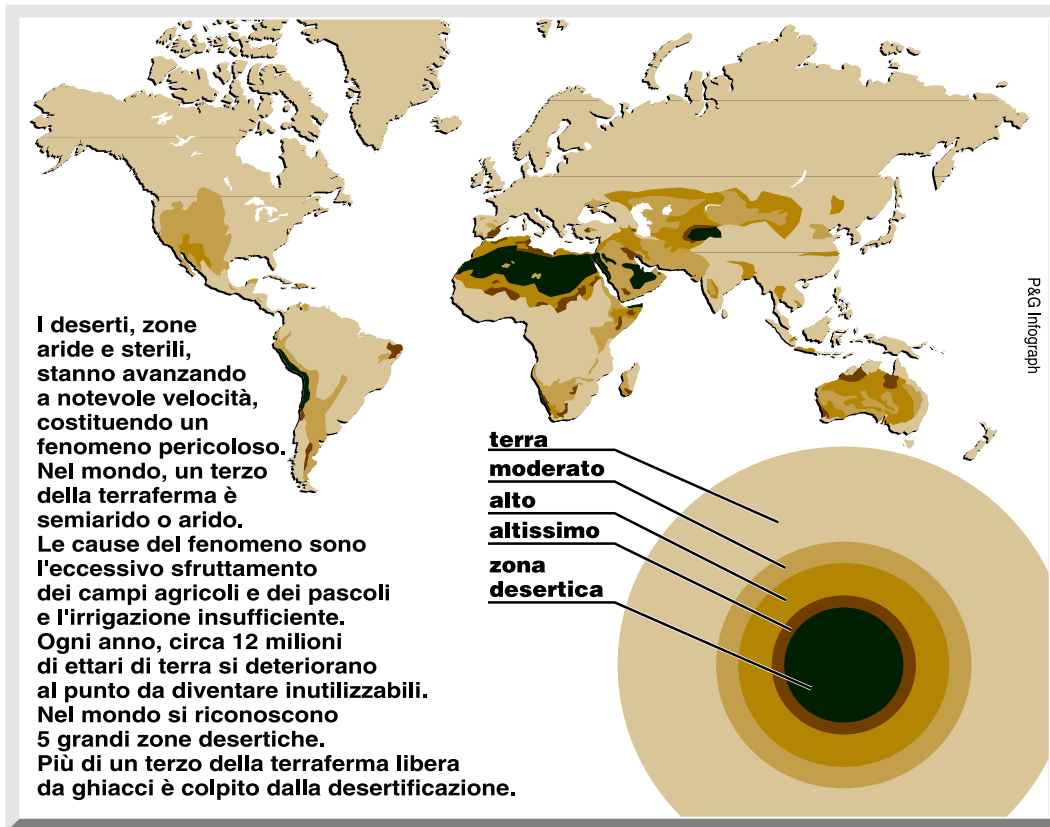 I deserti, zone
aride e sterili,
stanno avanzando
a notevole velocità,
costituendo un
fenomeno pericoloso.
Nel mondo, un terzo
della terraferma è
semiarido o arido.
Le cause del fenomeno sono
l'eccessivo sfruttamento
dei campi agricoli e dei pascoli
e l'irrigazione insufficiente.
Ogni anno, circa 12 milioni
di ettari di terra si deteriorano
al punto da diventare inutilizzabili.
Nel mondo si riconoscono
5 grandi zone desertiche.
Più di un terzo della terraferma libera
da ghiacci è colpito dalla desertificazione.
terra
moderato
alto
altissimo
zona
desertica
P&G Infograph